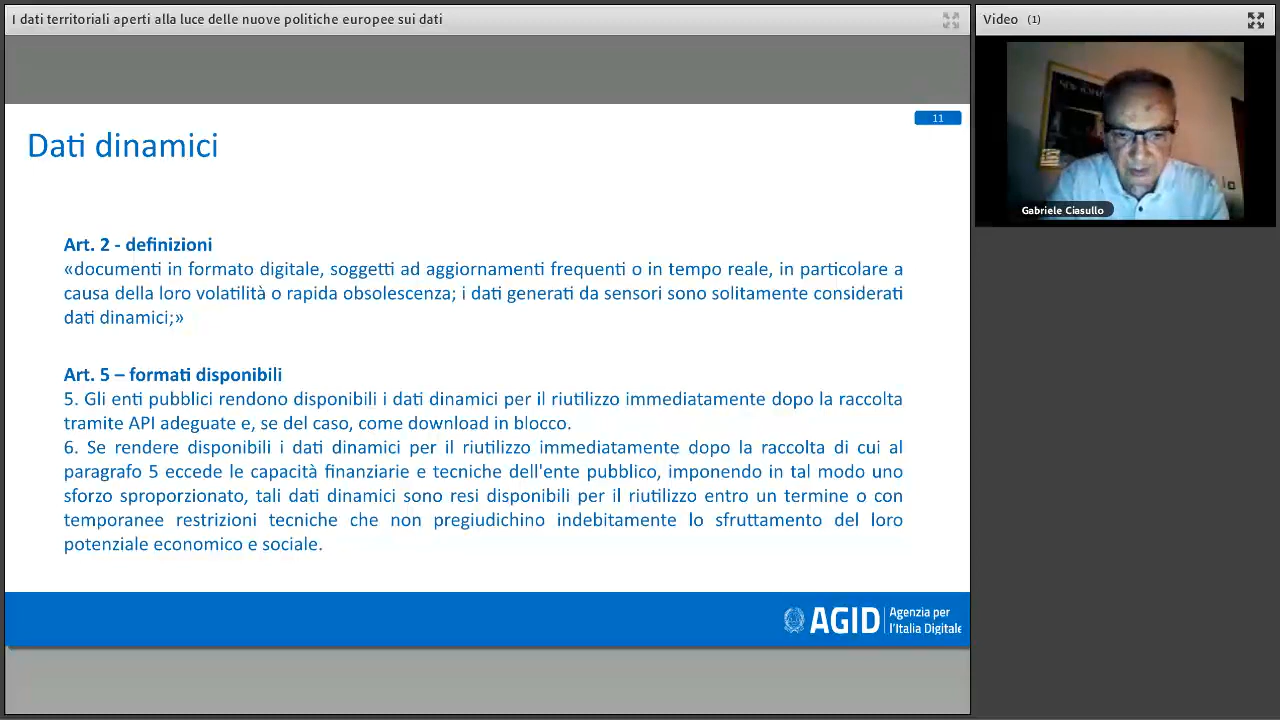 I dati territoriali aperti alla luce delle nuove politiche europee sui dati
Video (1)
Gabriele Ciasullo
11
Dati dinamici
Art. 2 - definizioni
«documenti in formato digitale, soggetti ad aggiornamenti frequenti o in tempo reale, in particolare a
causa della loro volatilità o rapida obsolescenza; i dati generati da sensori sono solitamente considerati
dati dinamici;»
Art. 5 – formati disponibili
5. Gli enti pubblici rendono disponibili i dati dinamici per il riutilizzo immediatamente dopo la raccolta
tramite API adeguate e, se del caso, come download in blocco.
6. Se rendere disponibili i dati dinamici per il riutilizzo immediatamente dopo la raccolta di cui al
paragrafo 5 eccede le capacità finanziarie e tecniche dell'ente pubblico, imponendo in tal modo uno
sforzo sproporzionato, tali dati dinamici sono resi disponibili per il riutilizzo entro un termine o con
temporanee restrizioni tecniche che non pregiudichino indebitamente lo sfruttamento del loro
potenziale economico e sociale.
AGID
Agenzia per
l'Italia Digitale